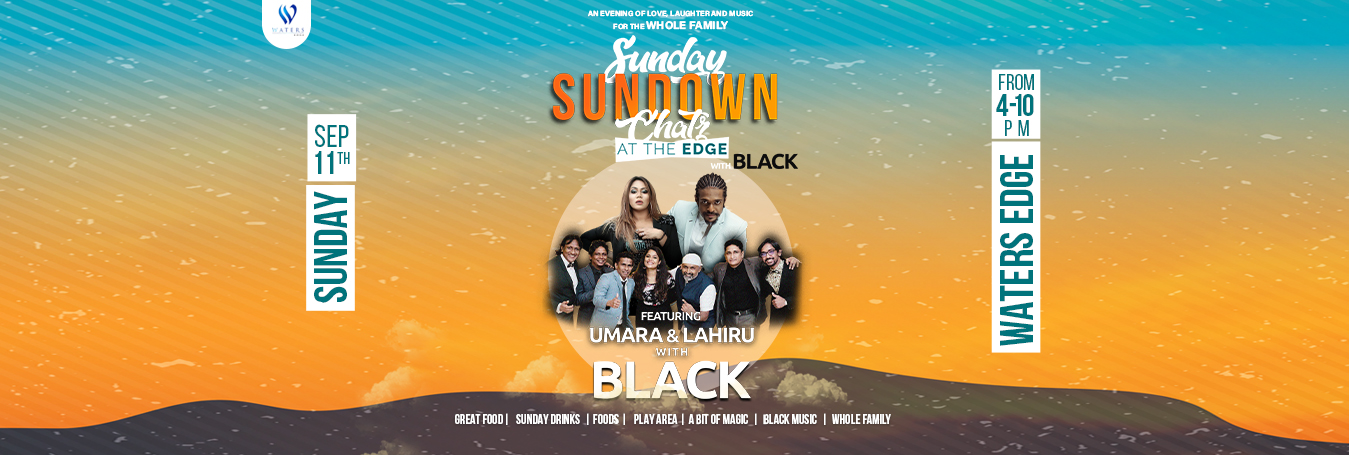 WATERS
AN EVENING OF LOVE, LAUGHTER AND MUSIC
FOR THE WHOLE FAMILY
Sunday
SUNDOWN
Chatz
AT THE EDGE
WITH BLACK
SEP
11TH
SUNDAY
FROM
4-10
PM
WATERS EDGE
FEATURING
UMARA & LAHIRU
WITH
BLACK
GREAT FOOD | SUNDAY DRINKS | FOODS | PLAY AREA | A BIT OF MAGIC | BLACK MUSIC | WHOLE FAMILY